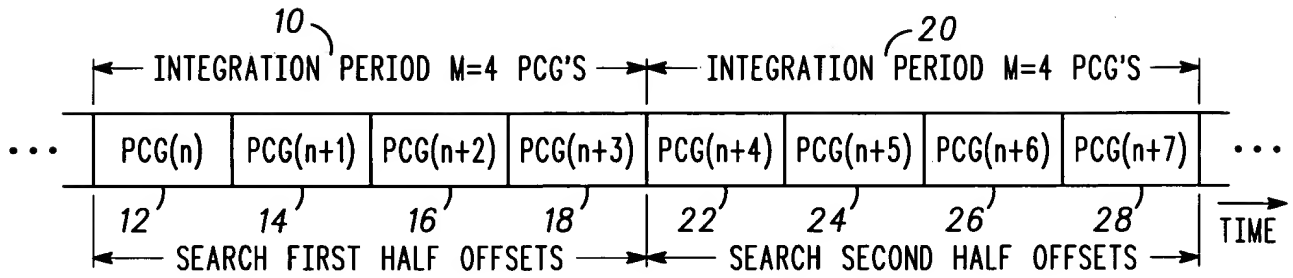 10 20
INTEGRATION PERIOD M=4 PCG'S INTEGRATION PERIOD M=4 PCG'S
••• PCG(n) PCG(n+1) PCG(n+2) PCG(n+3) PCG(n+4) PCG(n+5) PCG(n+6) PCG(n+7) •••
12 14 16 18 22 24 26 28 TIME
SEARCH FIRST HALF OFFSETS SEARCH SECOND HALF OFFSETS